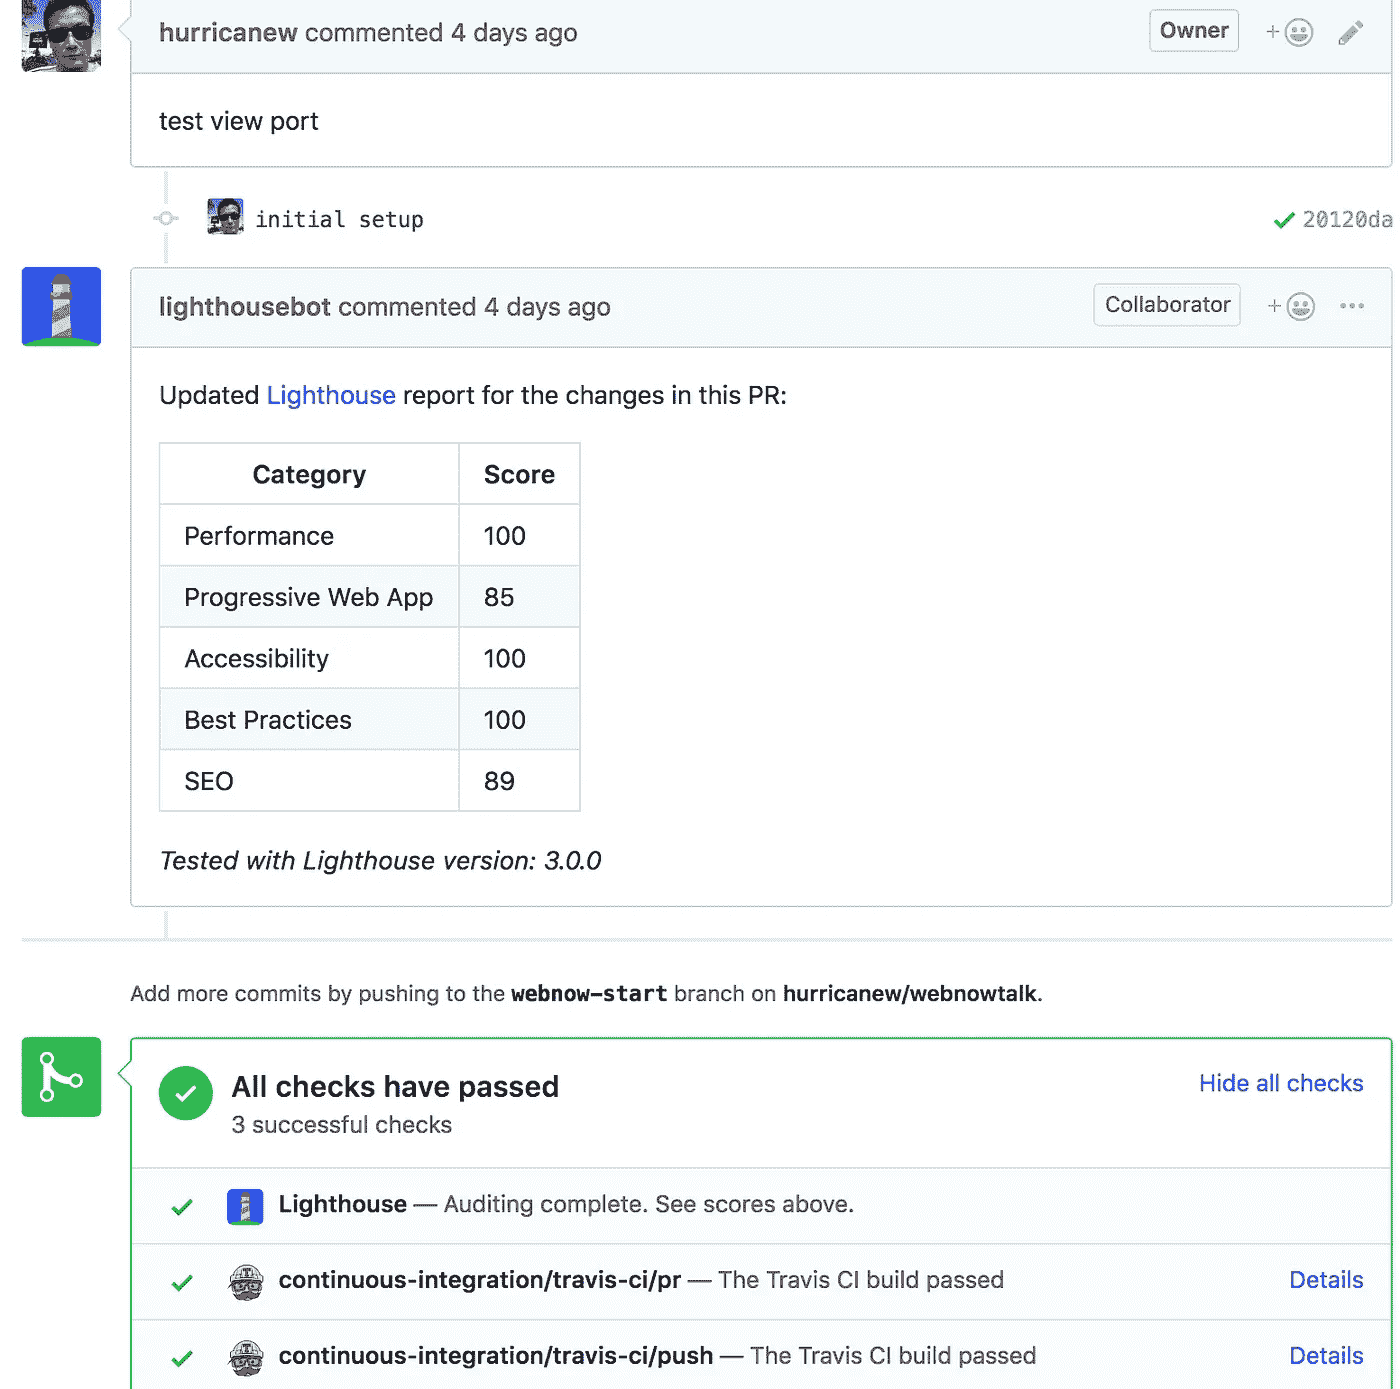 hurricanew commented 4 days ago Owner
test view port
initial setup 20120da
lighthousebot commented 4 days ago Collaborator
Updated Lighthouse report for the changes in this PR:
Category Score
Performance 100
Progressive Web App 85
Accessibility 100
Best Practices 100
SEO 89
Tested with Lighthouse version: 3.0.0
Add more commits by pushing to the webnow-start branch on hurricanew/webnowtalk.
All checks have passed Hide all checks
3 successful checks
Lighthouse — Auditing complete. See scores above.
continuous-integration/travis-ci/pr — The Travis CI build passed Details
continuous-integration/travis-ci/push — The Travis CI build passed Details